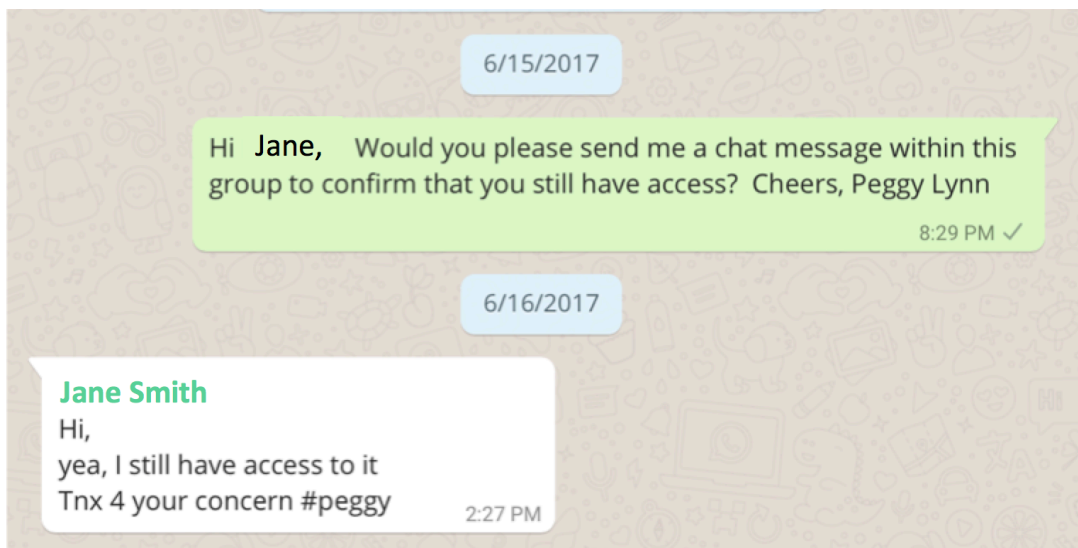 6/15/2017
Hi Jane, Would you please send me a chat message within this
group to confirm that you still have access? Cheers, Peggy Lynn
8:29 PM
6/16/2017
Jane Smith
Hi,
yea, I still have access to it
Tnx 4 your concern #peggy
2:27 PM